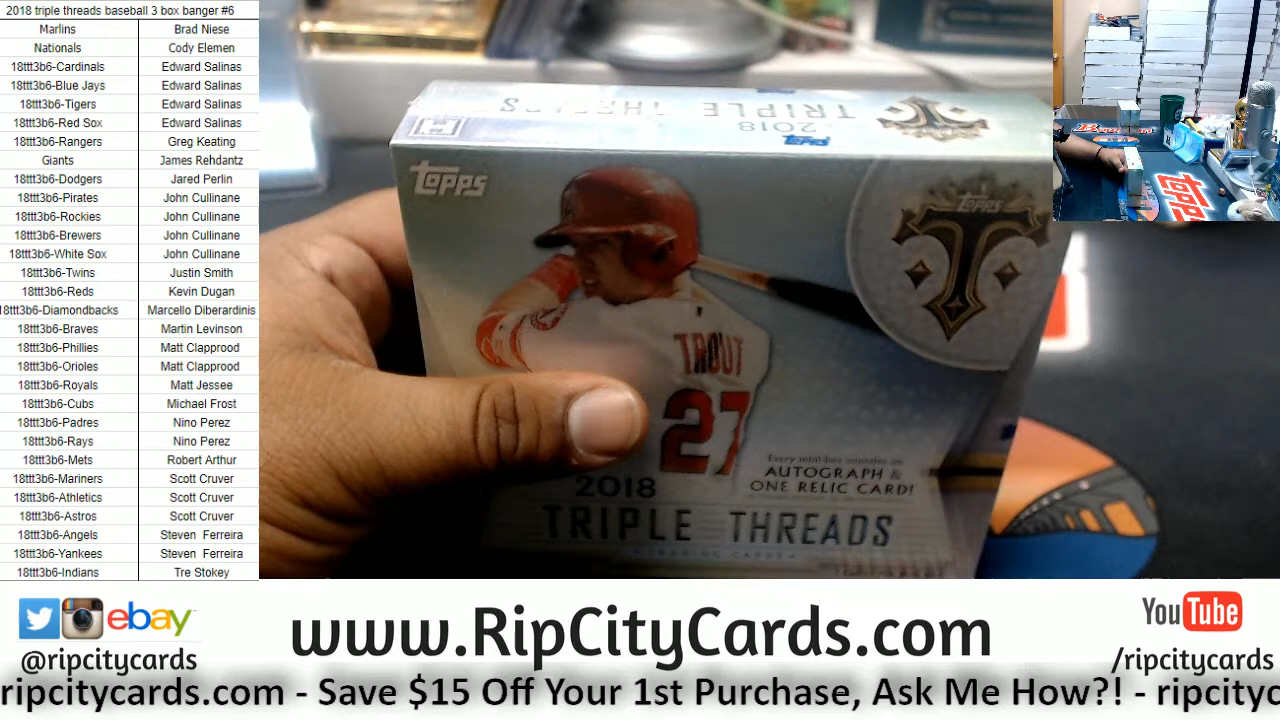 2018 triple threads baseball 3 box banger #6
Marlins Brad Niese
Nationals Cody Elemen
18ttt3b6-Cardinals Edward Salinas
18ttt3b6-Blue Jays Edward Salinas
18ttt3b6-Tigers Edward Salinas
18ttt3b6-Red Sox Edward Salinas
18ttt3b6-Rangers Greg Keating
Giants James Rehdantz
18ttt3b6-Dodgers Jared Perlin
18ttt3b6-Pirates John Cullinane
18ttt3b6-Rockies John Cullinane
18ttt3b6-Brewers John Cullinane
18ttt3b6-White Sox John Cullinane
18ttt3b6-Twins Justin Smith
18ttt3b6-Reds Kevin Dugan
18ttt3b6-Diamondbacks Marcello Diberardinis
18ttt3b6-Braves Martin Levinson
18ttt3b6-Phillies Matt Clapprood
18ttt3b6-Orioles Matt Clapprood
18ttt3b6-Royals Matt Jessee
18ttt3b6-Cubs Michael Frost
18ttt3b6-Padres Nino Perez
18ttt3b6-Rays Nino Perez
18ttt3b6-Mets Robert Arthur
18ttt3b6-Mariners Scott Cruver
18ttt3b6-Athletics Scott Cruver
18ttt3b6-Astros Scott Cruver
18ttt3b6-Angels Steven Ferreira
18ttt3b6-Yankees Steven Ferreira
18ttt3b6-Indians Tre Stokey
2018 Topps
TRIPLE THREADS
Topps
Topps
T
TROUT
27
Every mini-box contains an
AUTOGRAPH &
ONE RELIC CARD!
2018
TRIPLE THREADS
TRADING CARDS
Topps
ebay
@ripcitycards
www.RipCityCards.com
YouTube
/ripcitycards
ripcitycards.com - Save $15 Off Your 1st Purchase, Ask Me How?! - ripcityc